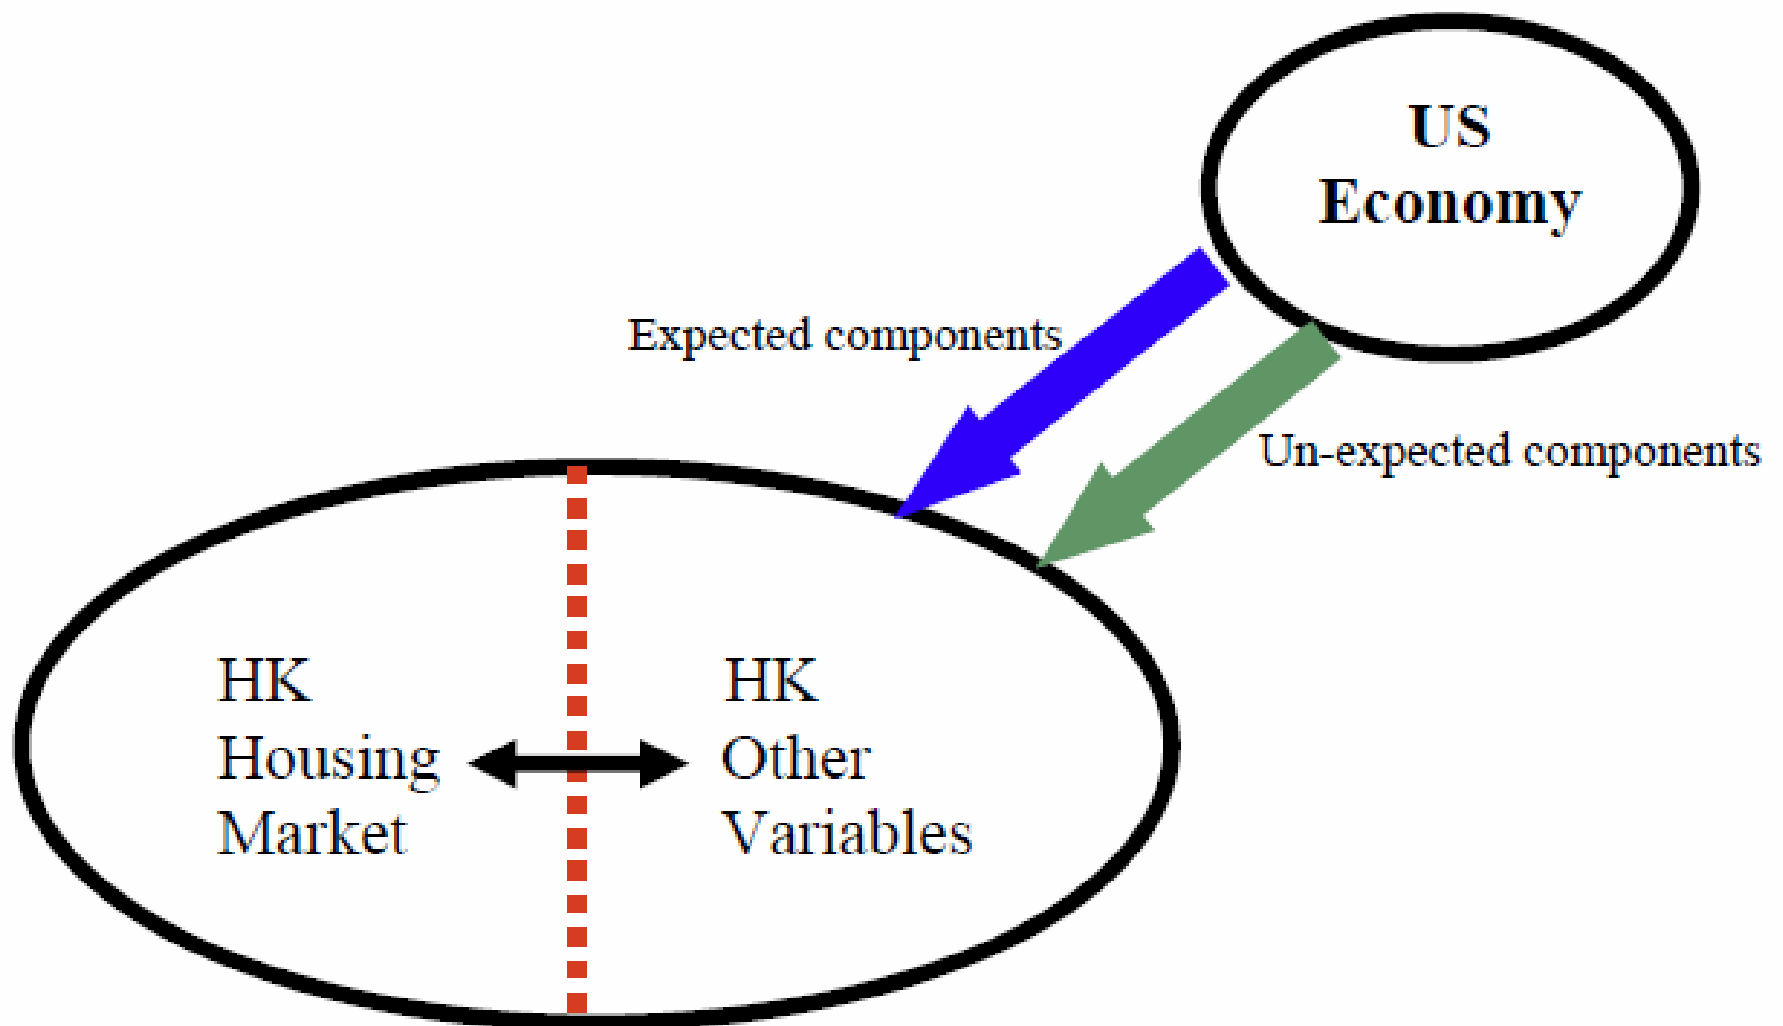 US
Economy
Expected components
Un-expected components
HK
Housing
Market
HK
Other
Variables